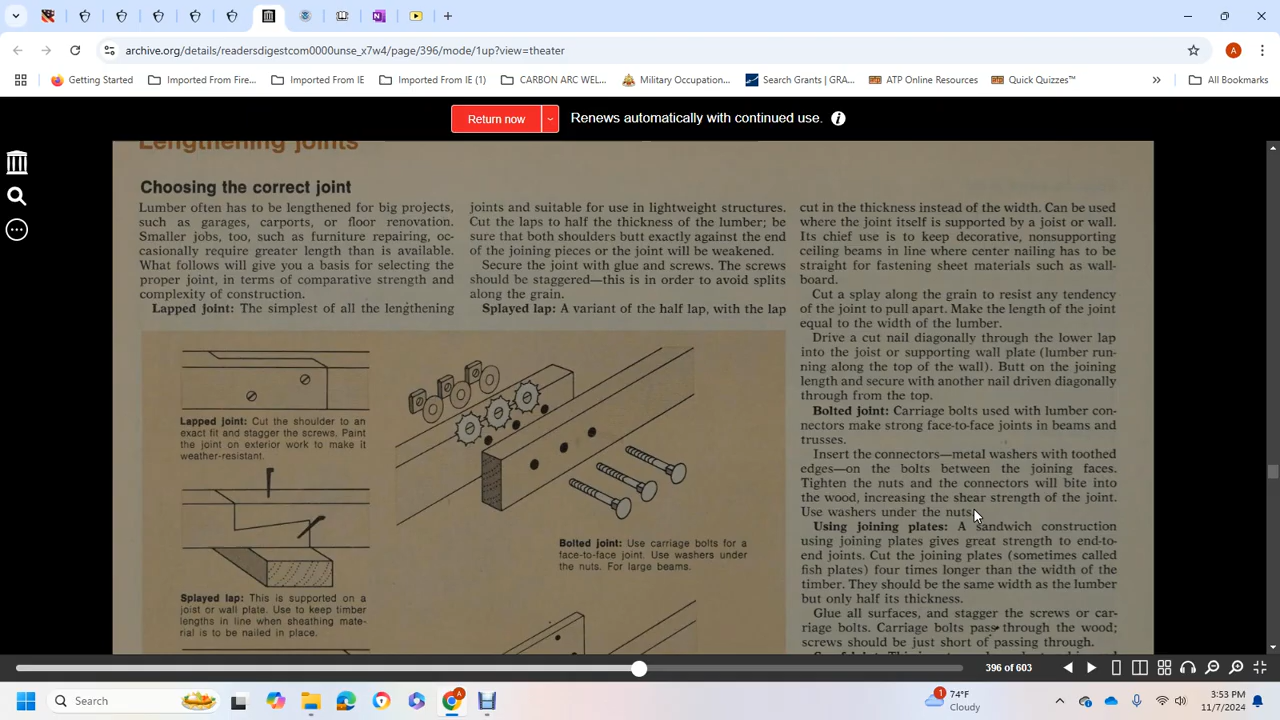 archive.org/details/readersdigestcom0000unse_x7w4/page/396/mode/1up?view=theater
A
Getting Started
Imported From Fire...
Imported From IE
Imported From IE (1)
CARBON ARC WEL...
Military Occupation...
Search Grants | GRA...
ATP Online Resources
Quick Quizzes™
»
All Bookmarks
Return now
Renews automatically with continued use.
Lengthening joints
Choosing the correct joint
Lumber often has to be lengthened for big projects,
such as garages, carports, or floor renovation.
Smaller jobs, too, such as furniture repairing, oc-
casionally require greater length than is available.
What follows will give you a basis for selecting the
proper joint, in terms of comparative strength and
complexity of construction.
Lapped joint: The simplest of all the lengthening
joints and suitable for use in lightweight structures.
Cut the laps to half the thickness of the lumber; be
sure that both shoulders butt exactly against the end
of the joining pieces or the joint will be weakened.
Secure the joint with glue and screws. The screws
should be staggered—this is in order to avoid splits
along the grain.
Splayed lap: A variant of the half lap, with the lap
cut in the thickness instead of the width. Can be used
where the joint itself is supported by a joist or wall.
Its chief use is to keep decorative, nonsupporting
ceiling beams in line where center nailing has to be
straight for fastening sheet materials such as wall-
board.
Cut a splay along the grain to resist any tendency
of the joint to pull apart. Make the length of the joint
equal to the width of the lumber.
Drive a cut nail diagonally through the lower lap
into the joist or supporting wall plate (lumber run-
ning along the top of the wall). Butt on the joining
length and secure with another nail driven diagonally
through from the top.
Bolted joint: Carriage bolts used with lumber con-
nectors make strong face-to-face joints in beams and
trusses.
Insert the connectors—metal washers with toothed
edges—on the bolts between the joining faces.
Tighten the nuts and the connectors will bite into
the wood, increasing the shear strength of the joint.
Use washers under the nuts.
Using joining plates: A sandwich construction
using joining plates gives great strength to end-to-
end joints. Cut the joining plates (sometimes called
fish plates) four times longer than the width of the
timber. They should be the same width as the lumber
but only half its thickness.
Glue all surfaces, and stagger the screws or car-
riage bolts. Carriage bolts pass through the wood;
screws should be just short of passing through.
Lapped joint: Cut the shoulder to an
exact fit and stagger the screws. Paint
the joint on exterior work to make it
weather-resistant.
Splayed lap: This is supported on a
joist or wall plate. Use to keep timber
lengths in line when sheathing mate-
rial is to be nailed in place.
Bolted joint: Use carriage bolts for a
face-to-face joint. Use washers under
the nuts. For large beams.
396 of 603
Search
1
74°F
Cloudy
3:53 PM
11/7/2024